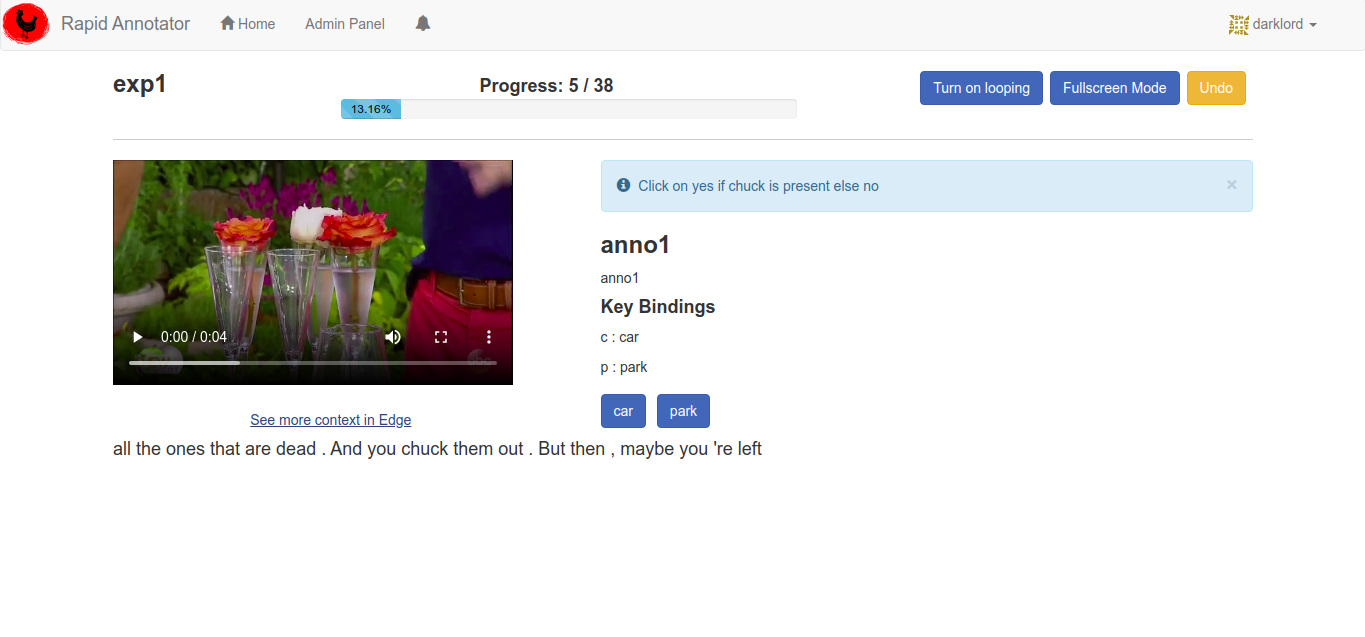 Rapid Annotator Home Admin Panel darklord
exp1
Progress: 5 / 38
13.16%
Turn on looping Fullscreen Mode Undo
Click on yes if chuck is present else no ×
anno1
anno1
Key Bindings
c : car
p : park
car park
0:00 / 0:04
See more context in Edge
all the ones that are dead . And you chuck them out . But then , maybe you 're left